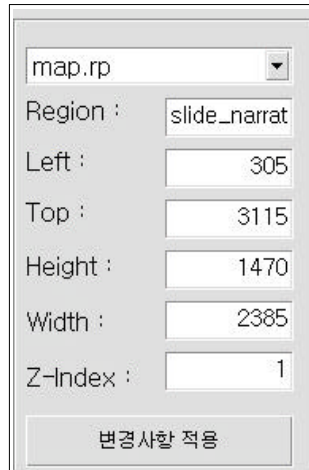 map.rp
Region : slide_narrat
Left : 305
Top : 3115
Height : 1470
Width : 2385
Z-Index : 1
변경사항 적용